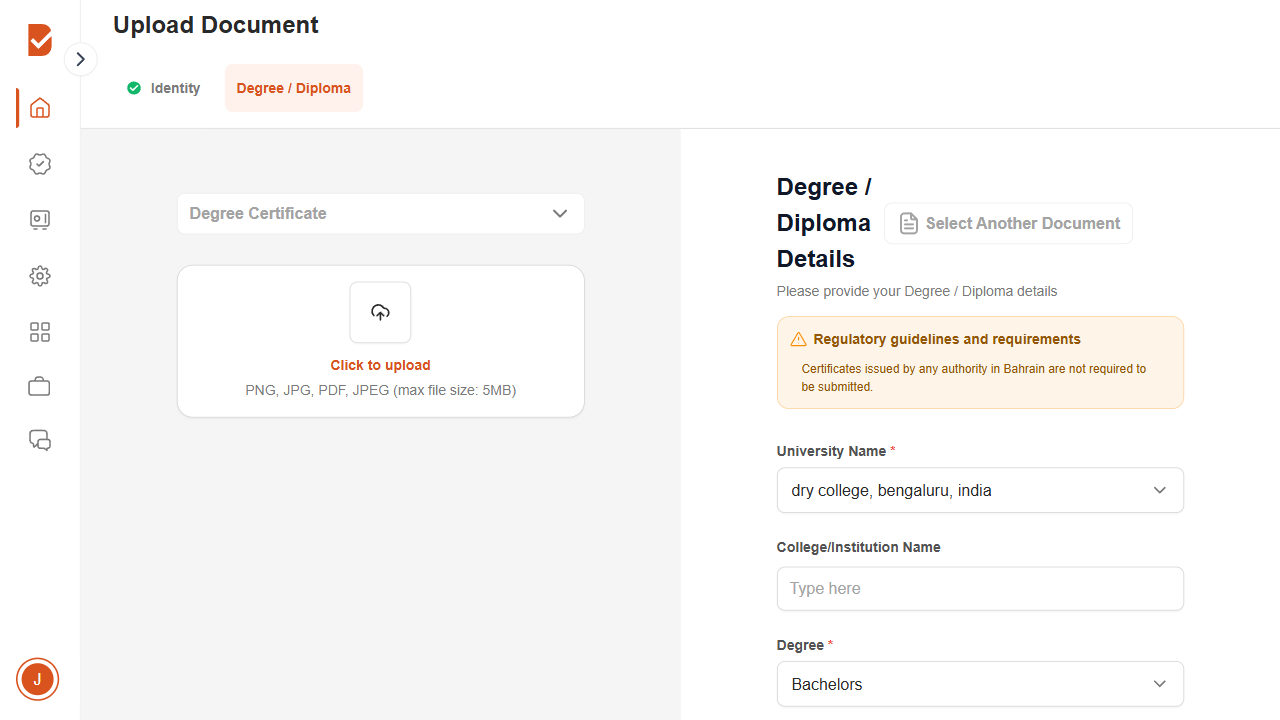 Upload Document
Identity
Degree / Diploma
Degree Certificate
Click to upload
PNG, JPG, PDF, JPEG (max file size: 5MB)
Degree /
Diploma
Details
Select Another Document
Please provide your Degree / Diploma details
Regulatory guidelines and requirements
Certificates issued by any authority in Bahrain are not required to
be submitted.
University Name *
dry college, bengaluru, india
College/Institution Name
Type here
Degree *
Bachelors
J